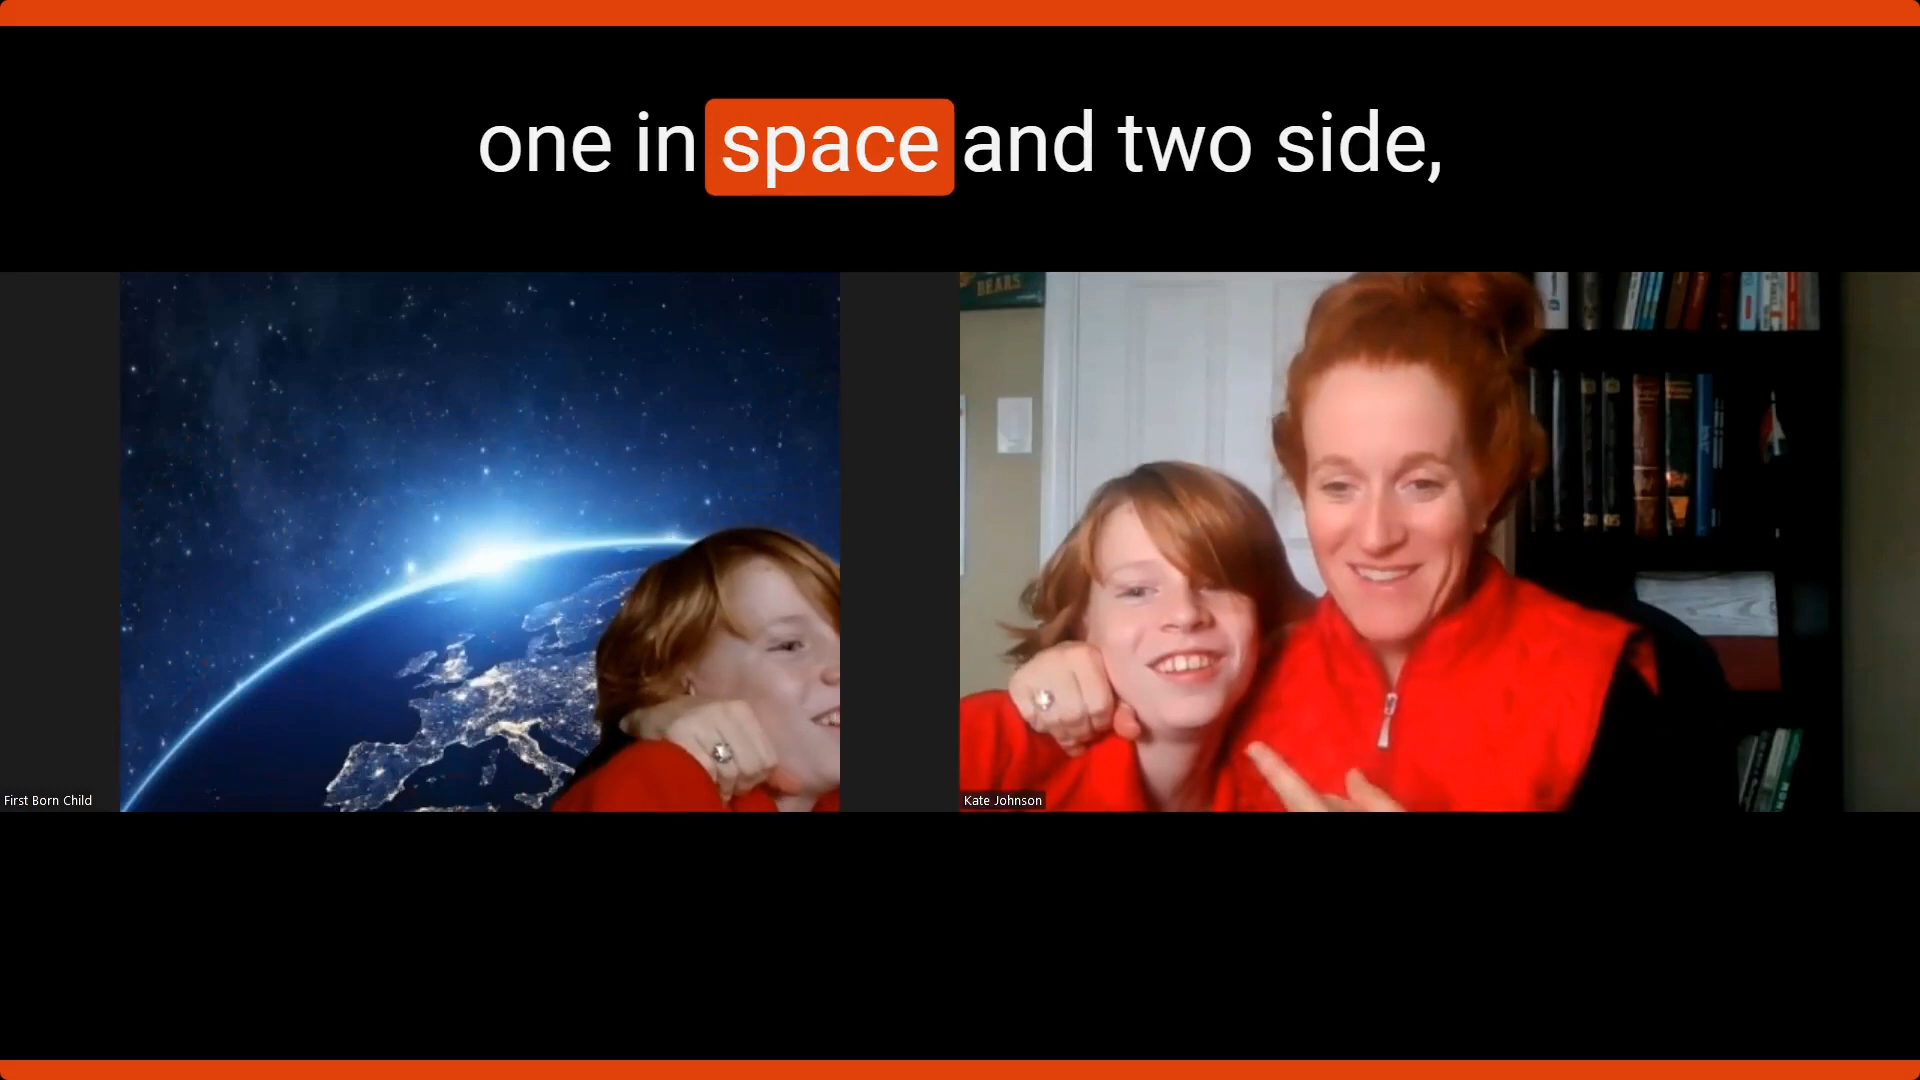 one in space and two side,
BEARS
First Born Child
Kate Johnson